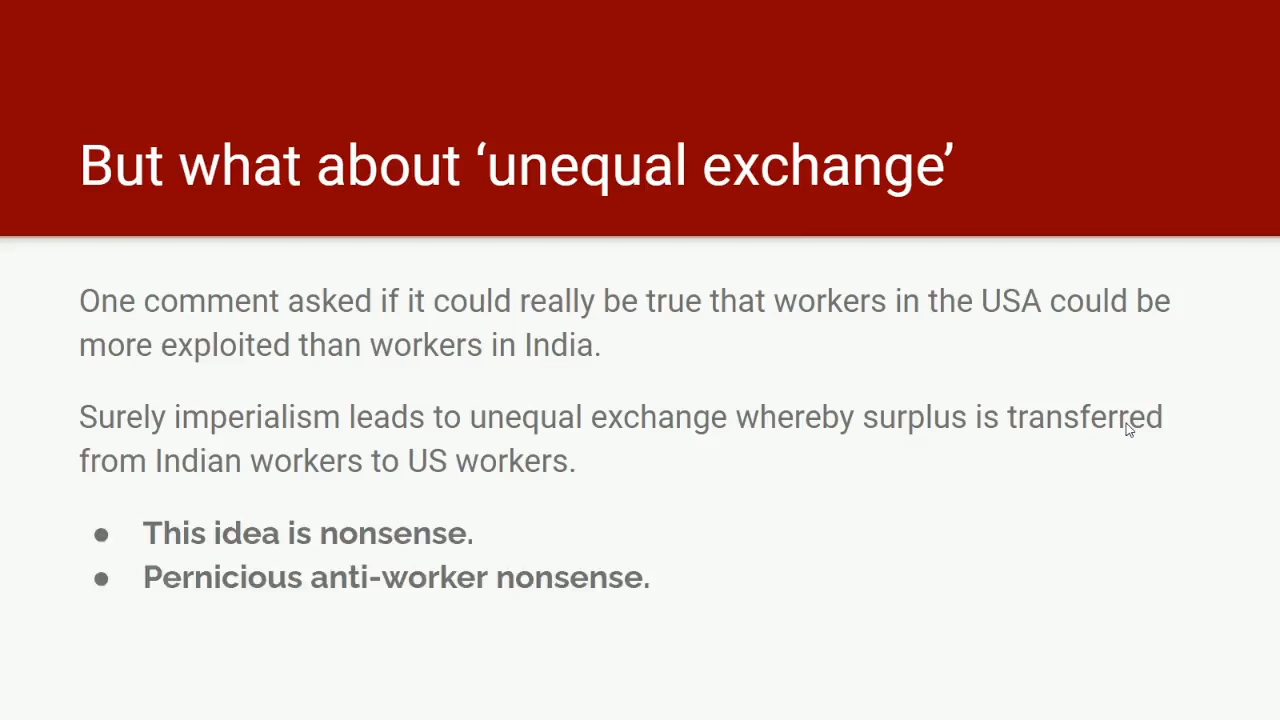 But what about ‘unequal exchange’
One comment asked if it could really be true that workers in the USA could be
more exploited than workers in India.
Surely imperialism leads to unequal exchange whereby surplus is transferred
from Indian workers to US workers.
● This idea is nonsense.
● Pernicious anti-worker nonsense.